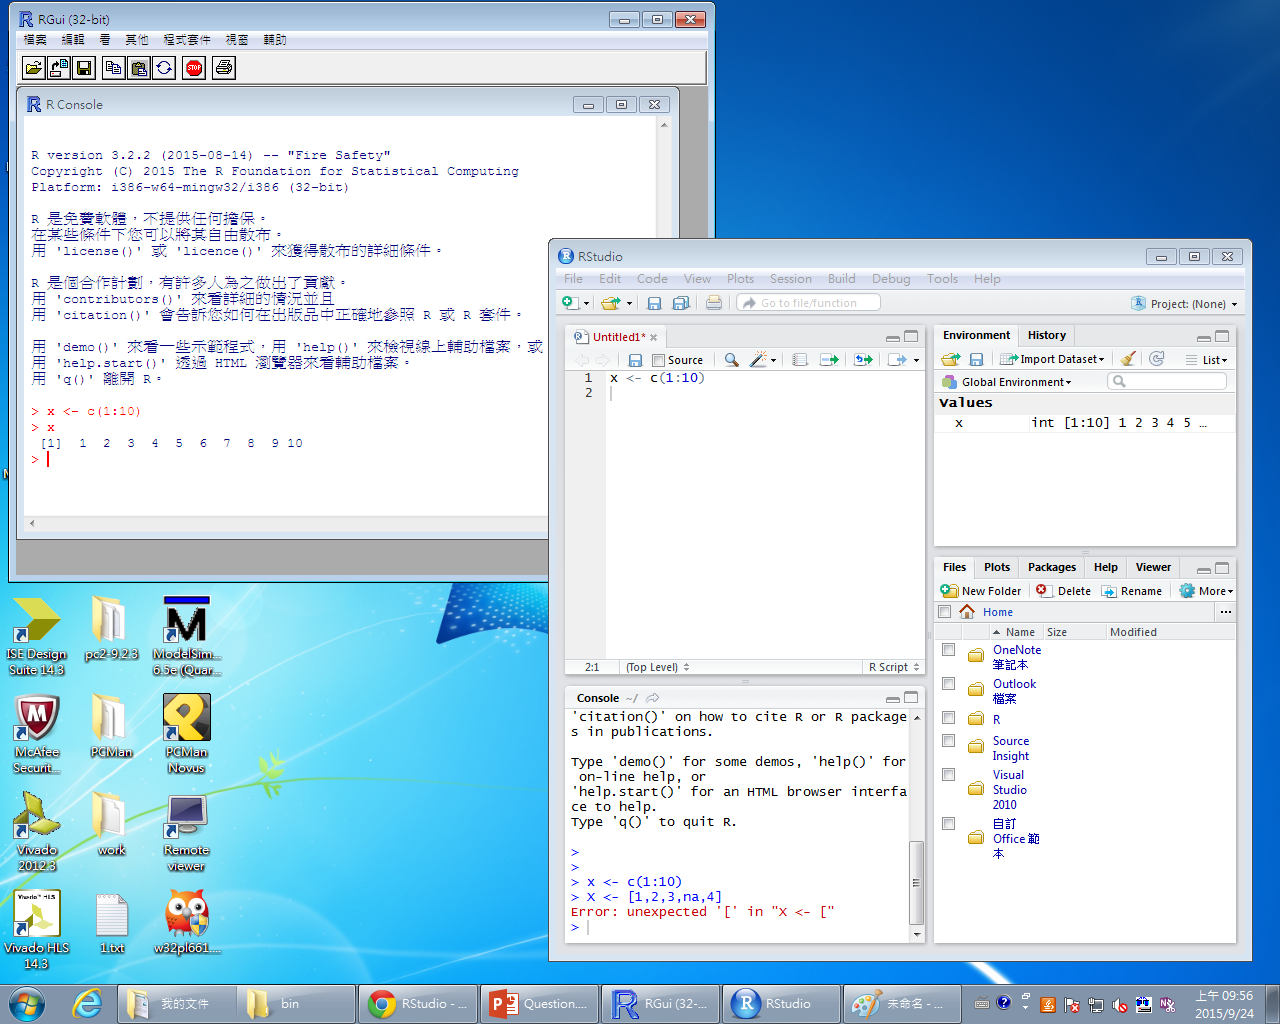 RGui (32-bit)
檔案 編輯 看 其他 程式套件 視窗 輔助
STOP
R Console
R version 3.2.2 (2015-08-14) -- "Fire Safety"
Copyright (C) 2015 The R Foundation for Statistical Computing
Platform: i386-w64-mingw32/i386 (32-bit)
R 是免費軟體，不提供任何擔保。
在某些條件下您可以將其自由散布。
用 'license()' 或 'licence()' 來獲得散布的詳細條件。
R 是個合作計劃，有許多人為之做出了貢獻。
用 'contributors()' 來看詳細的情況並且
用 'citation()' 會告訴您如何在出版品中正確地參照 R 或 R 套件。
用 'demo()' 來看一些示範程式，用 'help()' 來檢視線上輔助檔案，或
用 'help.start()' 透過 HTML 瀏覽器來看輔助檔案。
用 'q()' 離開 R。
> x <- c(1:10)
> x
[1] 1 2 3 4 5 6 7 8 9 10
>
RStudio
File Edit Code View Plots Session Build Debug Tools Help
Go to file/function
Project: (None)
Untitled1*
Source
1 x <- c(1:10)
2
2:1 (Top Level) R Script
Console ~/
'citation()' on how to cite R or R package
s in publications.
Type 'demo()' for some demos, 'help()' for
on-line help, or
'help.start()' for an HTML browser interfa
ce to help.
Type 'q()' to quit R.
>
>
> x <- c(1:10)
> X <- [1,2,3,na,4]
Error: unexpected '[' in "X <- ["
>
Environment History
Import Dataset List
Global Environment
Values
x int [1:10] 1 2 3 4 5 …
Files Plots Packages Help Viewer
New Folder Delete Rename More
Home ...
Name Size Modified
OneNote
筆記本
Outlook
檔案
R
Source
Insight
Visual
Studio
2010
自訂
Office 範
本
ISE Design
Suite 14.3
pc2-9.2.3
ModelSim...
6.5e (Quar...
McAfee
Securit...
PCMan
PCMan
Novus
Vivado
2012.3
work
Remote
viewer
Vivado™ HLS
Vivado HLS
14.3
1.txt
w32pl661....
我的文件
bin
RStudio - ...
Question....
RGui (32-...
RStudio
未命名 - ...
上午 09:56
2015/9/24